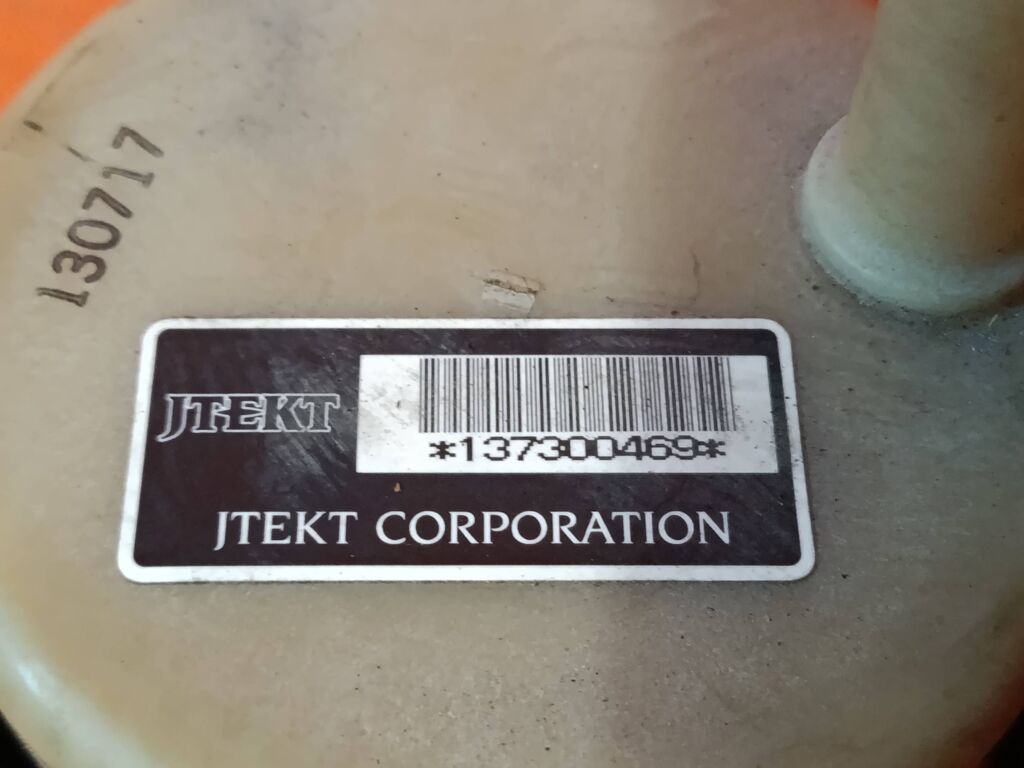 130717
JTEKT
*137300469*
JTEKT CORPORATION